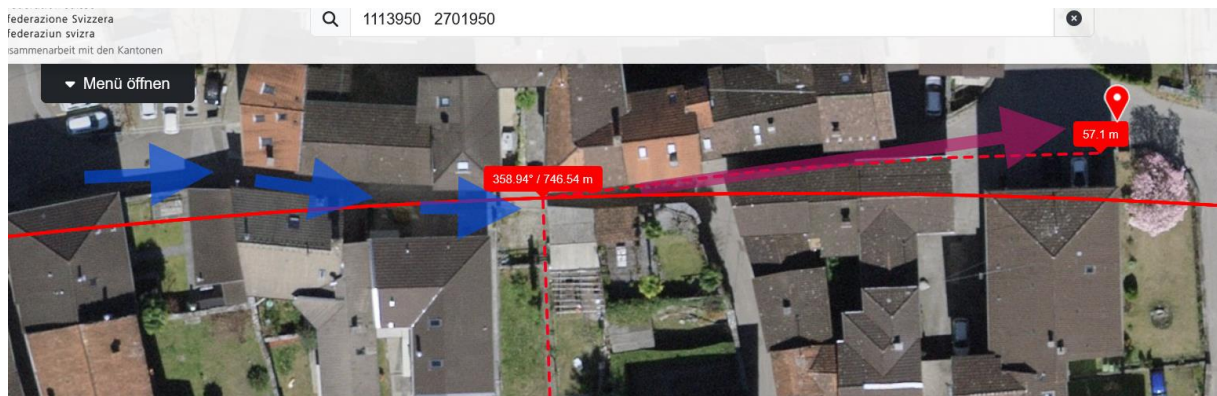 federazione Svizzera
federaziun svizra
sammenarbeit mit den Kantonen
1113950 2701950
Menü öffnen
57.1 m
358.94° / 746.54 m